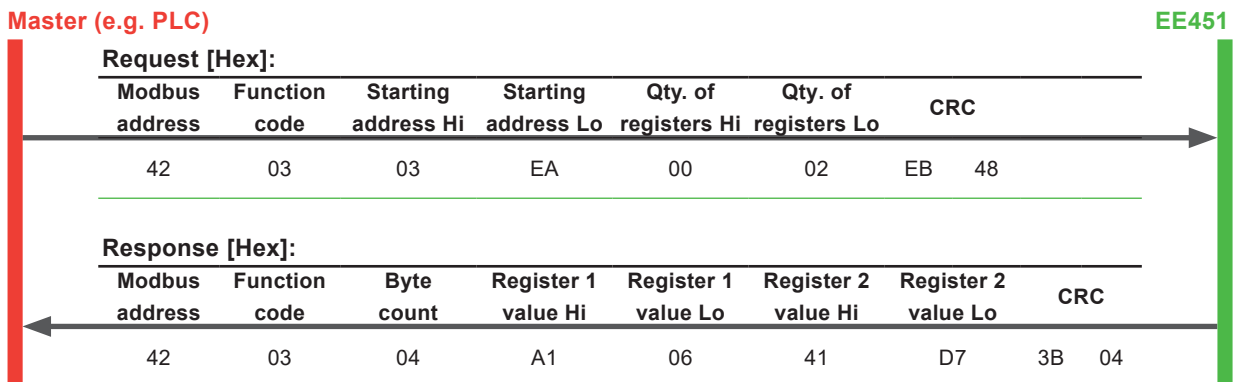 Master (e.g. PLC) EE451
Request [Hex]:
Modbus Function Starting Starting Qty. of Qty. of CRC
address code address Hi address Lo registers Hi registers Lo
42 03 03 EA 00 02 EB 48
Response [Hex]:
Modbus Function Byte Register 1 Register 1 Register 2 Register 2 CRC
address code count value Hi value Lo value Hi value Lo
42 03 04 A1 06 41 D7 3B 04